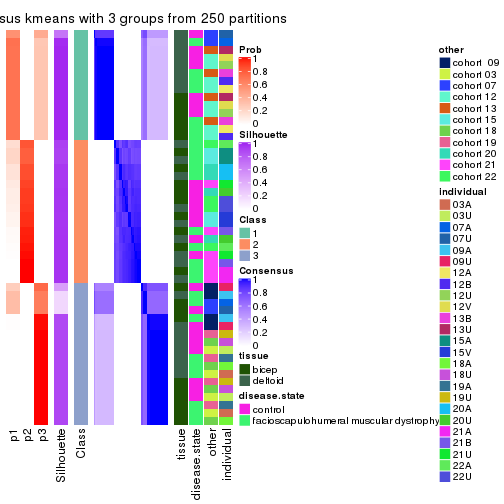 sus kmeans with 3 groups from 250 partitions
Prob
1
0.8
0.6
0.4
0.2
0
Silhouette
1
0.8
0.6
0.4
0.2
0
Class
1
2
3
Consensus
1
0.8
0.6
0.4
0.2
0
tissue
bicep
deltoid
disease.state
control
facioscapulohumeral muscular dystrophy
other
cohort 09
cohort 03
cohort 07
cohort 12
cohort 13
cohort 15
cohort 18
cohort 19
cohort 20
cohort 21
cohort 22
individual
03A
03U
07A
07U
09A
09U
12A
12B
12U
12V
13B
13U
15A
15V
18A
18U
19A
19U
20A
20U
21A
21B
21U
22A
22U
p1
p2
p3
Silhouette
Class
tissue
disease.state
other
individual